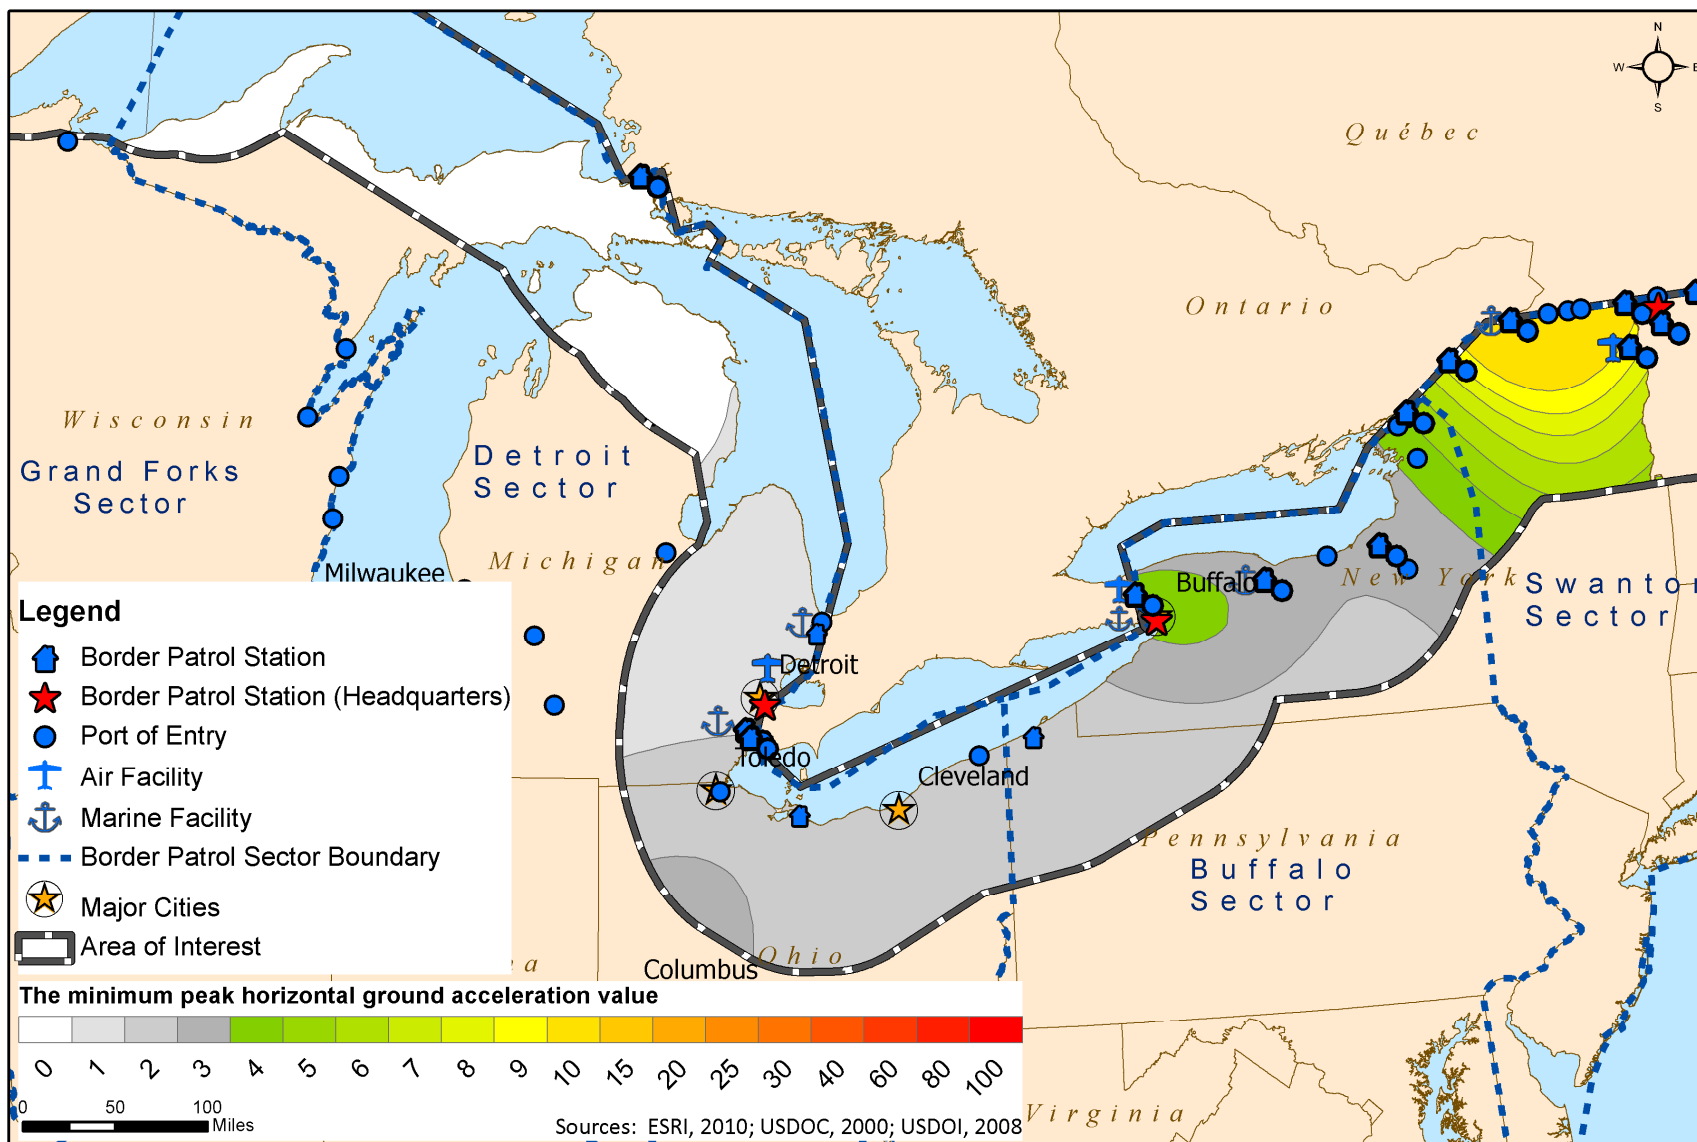 N
W E
S
Québec
Ontario
Wisconsin
Grand Forks
Sector
Detroit
Sector
Michigan
Milwaukee
Buffalo
New York
Swanton
Sector
Detroit
Toledo
Cleveland
Pennsylvania
Buffalo
Sector
Ohio
Columbus
a
Virginia
Legend
Border Patrol Station
Border Patrol Station (Headquarters)
Port of Entry
Air Facility
Marine Facility
Border Patrol Sector Boundary
Major Cities
Area of Interest
The minimum peak horizontal ground acceleration value
0 1 2 3 4 5 6 7 8 9 10 15 20 25 30 40 60 80 100
0 50 100
Miles
Sources: ESRI, 2010; USDOC, 2000; USDOI, 2008